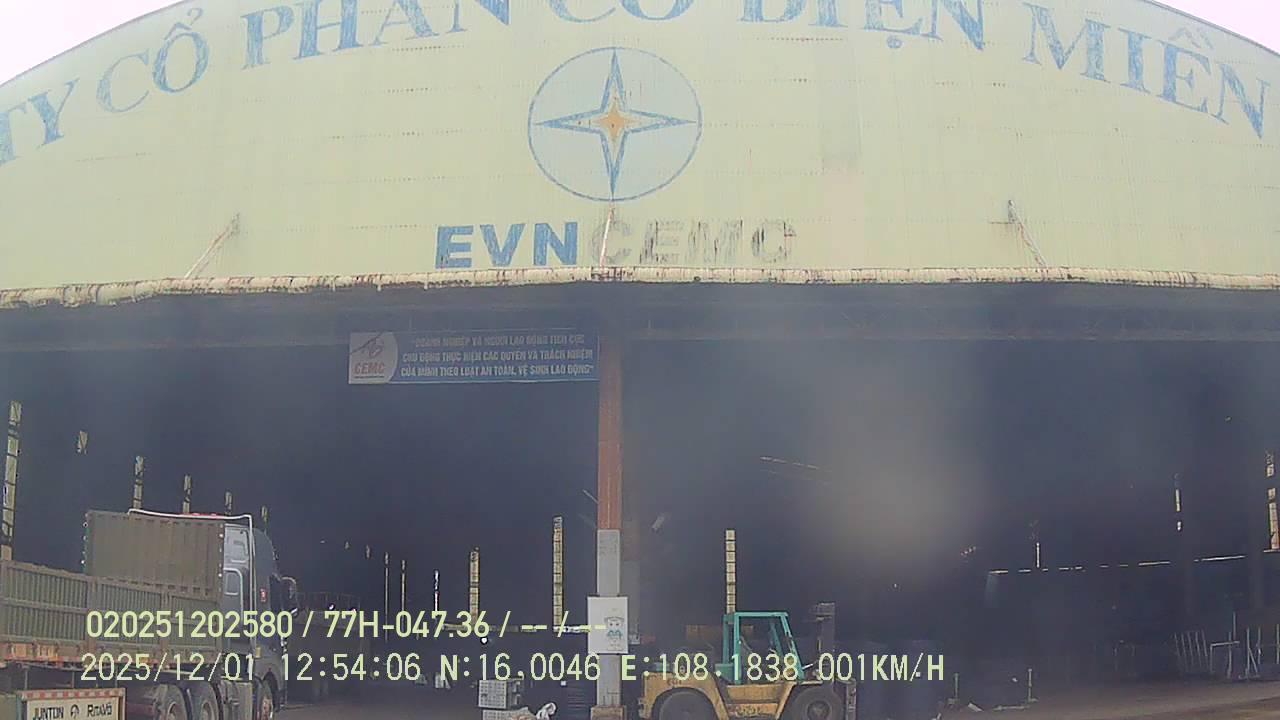 TY CỔ PHẦN CƠ ĐIỆN MIỀN
EVN CEMC
"DOANH NGHIỆP VÀ NGƯỜI LAO ĐỘNG TÍCH CỰC
CHỦ ĐỘNG THỰC HIỆN CÁC QUYỀN VÀ TRÁCH NHIỆM
CỦA MÌNH THEO LUẬT AN TOÀN, VỆ SINH LAO ĐỘNG"
CEMC
020251202580 / 77H-047.36 / -- / --
2025/12/01 12:54:06 N:16.0046 E:108.1838 001KM/H
JUNTON RitaVõ